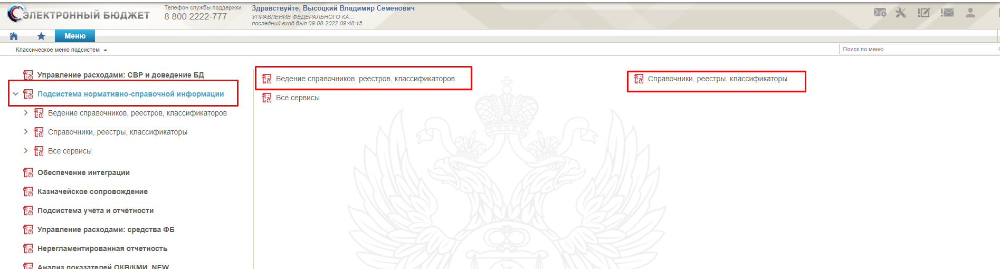 ЭЛЕКТРОННЫЙ БЮДЖЕТ
Телефон службы поддержки
8 800 2222-777
Здравствуйте, Высоцкий Владимир Семенович
УПРАВЛЕНИЕ ФЕДЕРАЛЬНОГО КА...
последний вход был 09-08-2022 09:48:15
Меню
Классическое меню подсистем
Поиск по меню
Управление расходами: СВР и доведение БД
Подсистема нормативно-справочной информации
Ведение справочников, реестров, классификаторов
Справочники, реестры, классификаторы
Все сервисы
Обеспечение интеграции
Казначейское сопровождение
Подсистема учёта и отчётности
Управление расходами: средства ФБ
Нерегламентированная отчетность
Анализ показателей ОКВ/КМИ_NEW
Ведение справочников, реестров, классификаторов
Все сервисы
Справочники, реестры, классификаторы